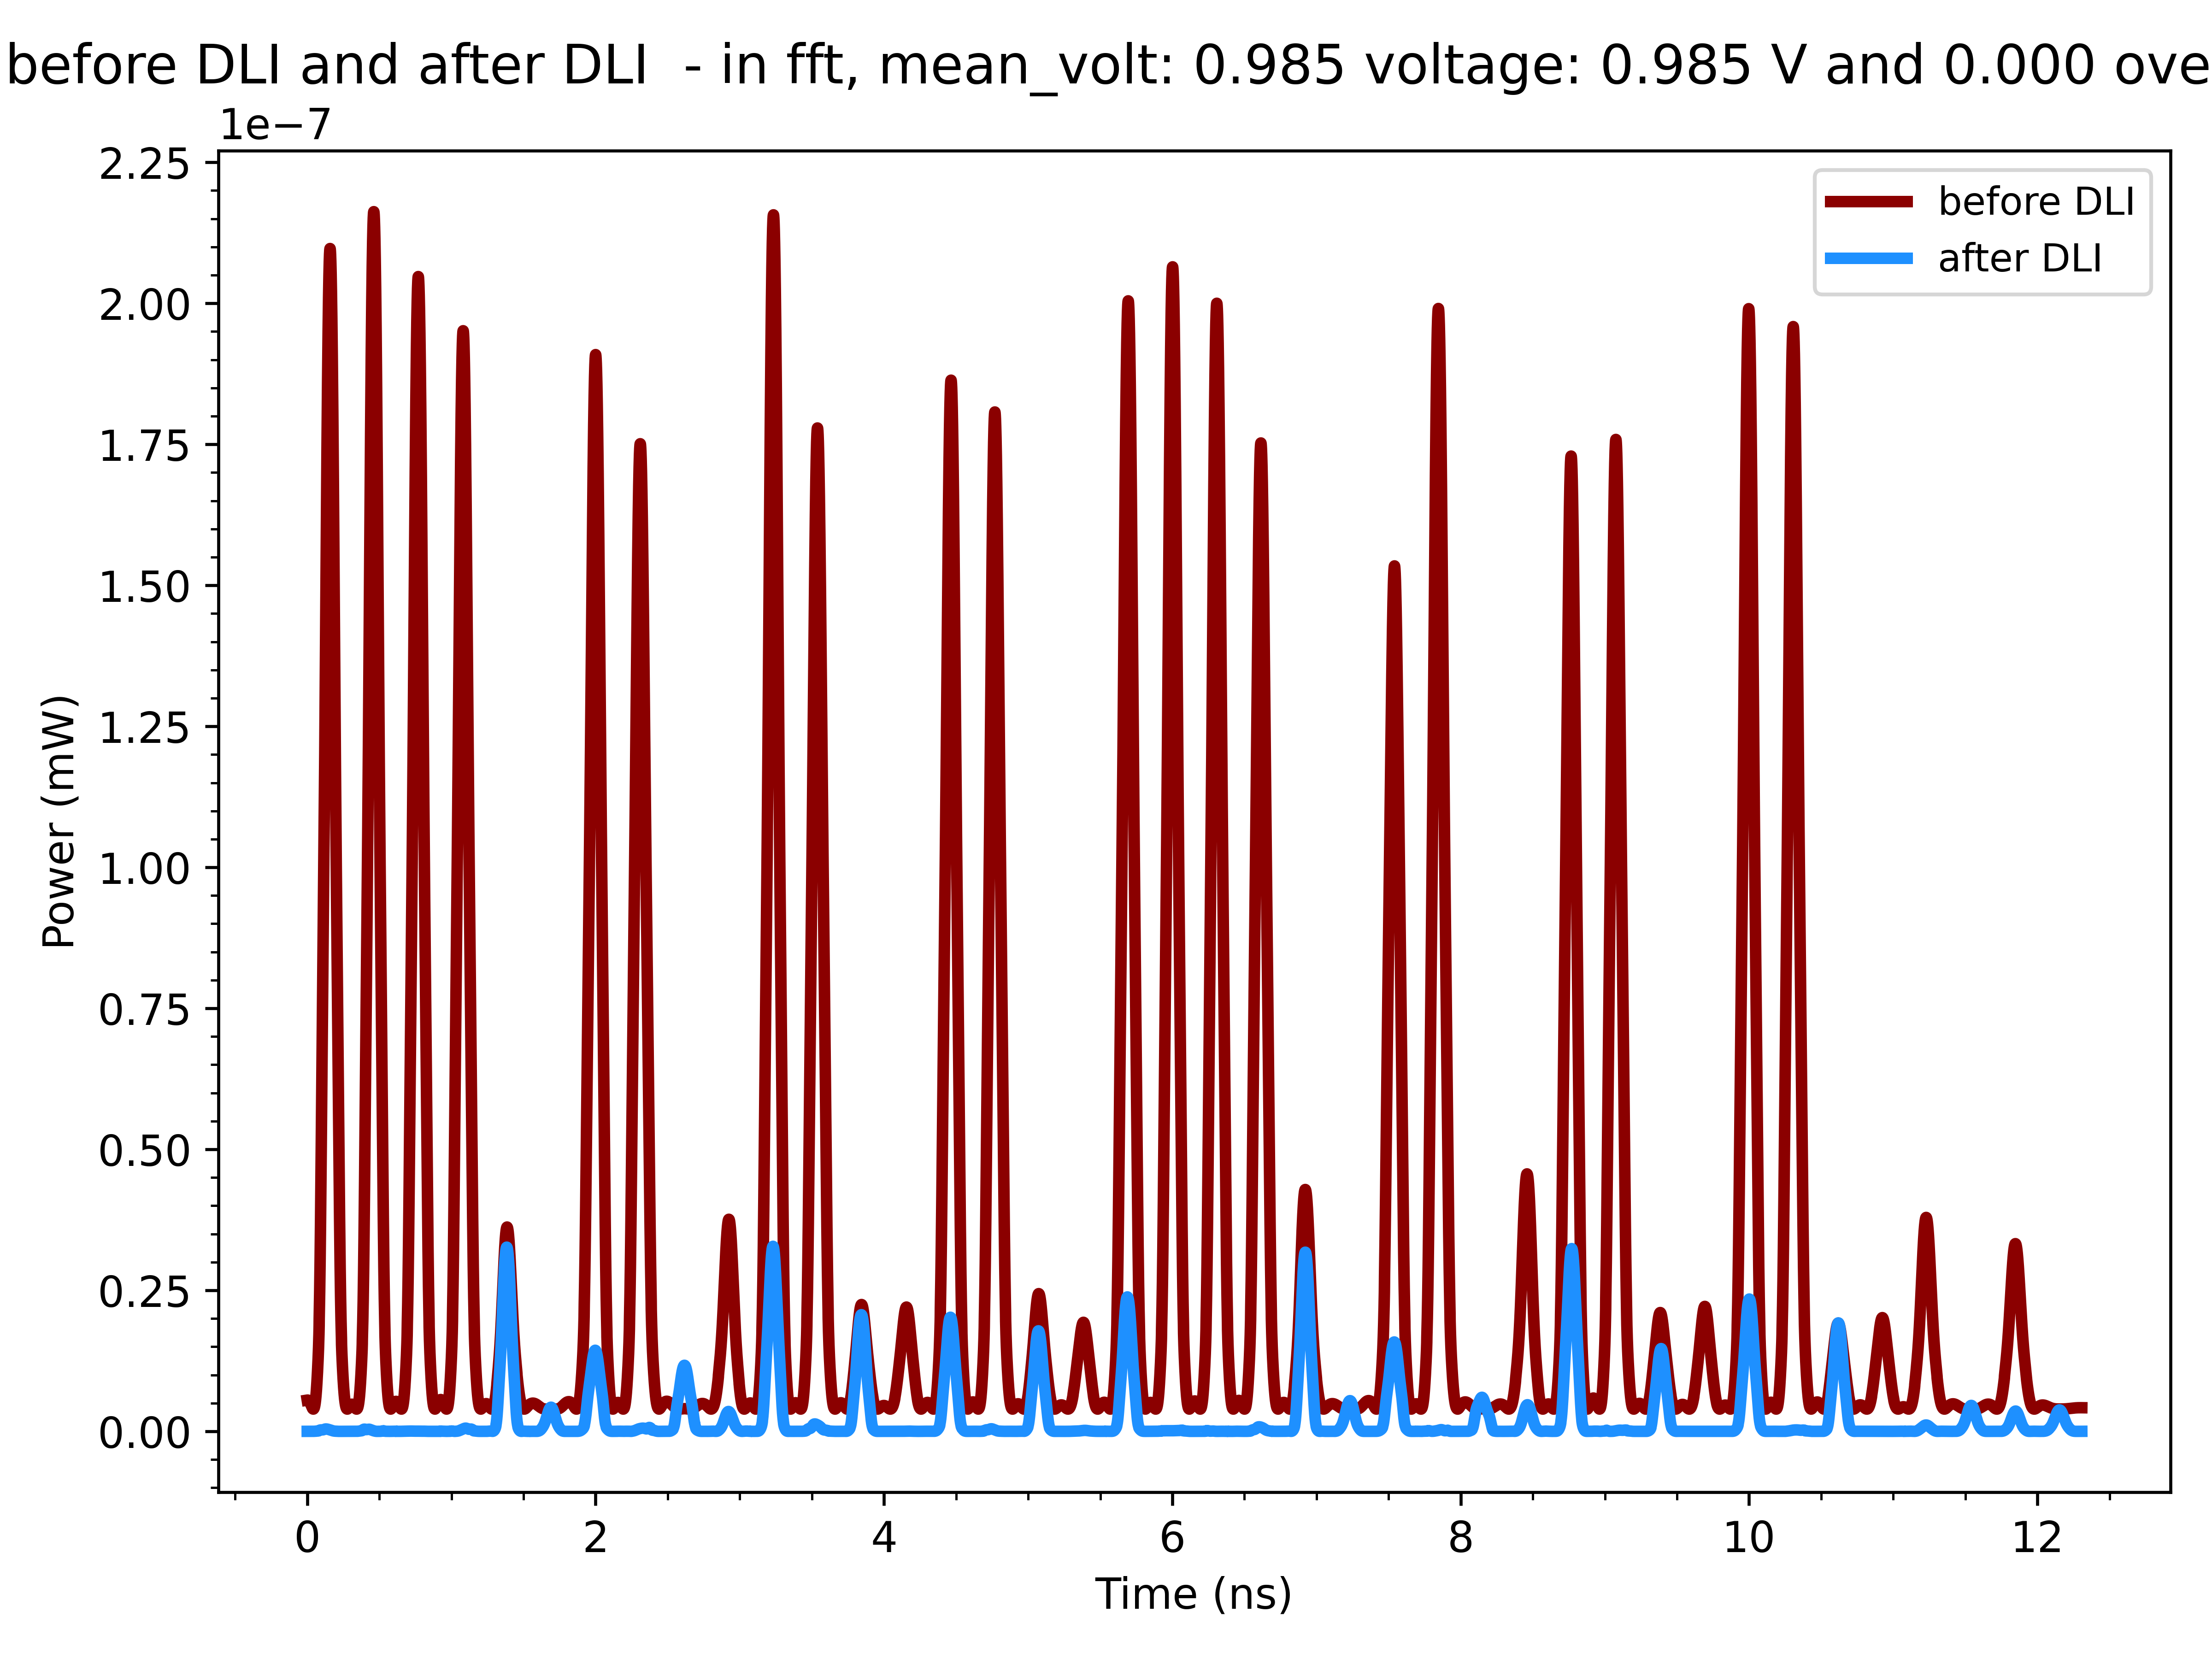 before DLI and after DLI  - in fft, mean_volt: 0.985 voltage: 0.985 V and 0.000 ove
1e−7
2.25
2.00
1.75
1.50
1.25
1.00
0.75
0.50
0.25
0.00
Power (mW)
before DLI
after DLI
0 2 4 6 8 10 12
Time (ns)